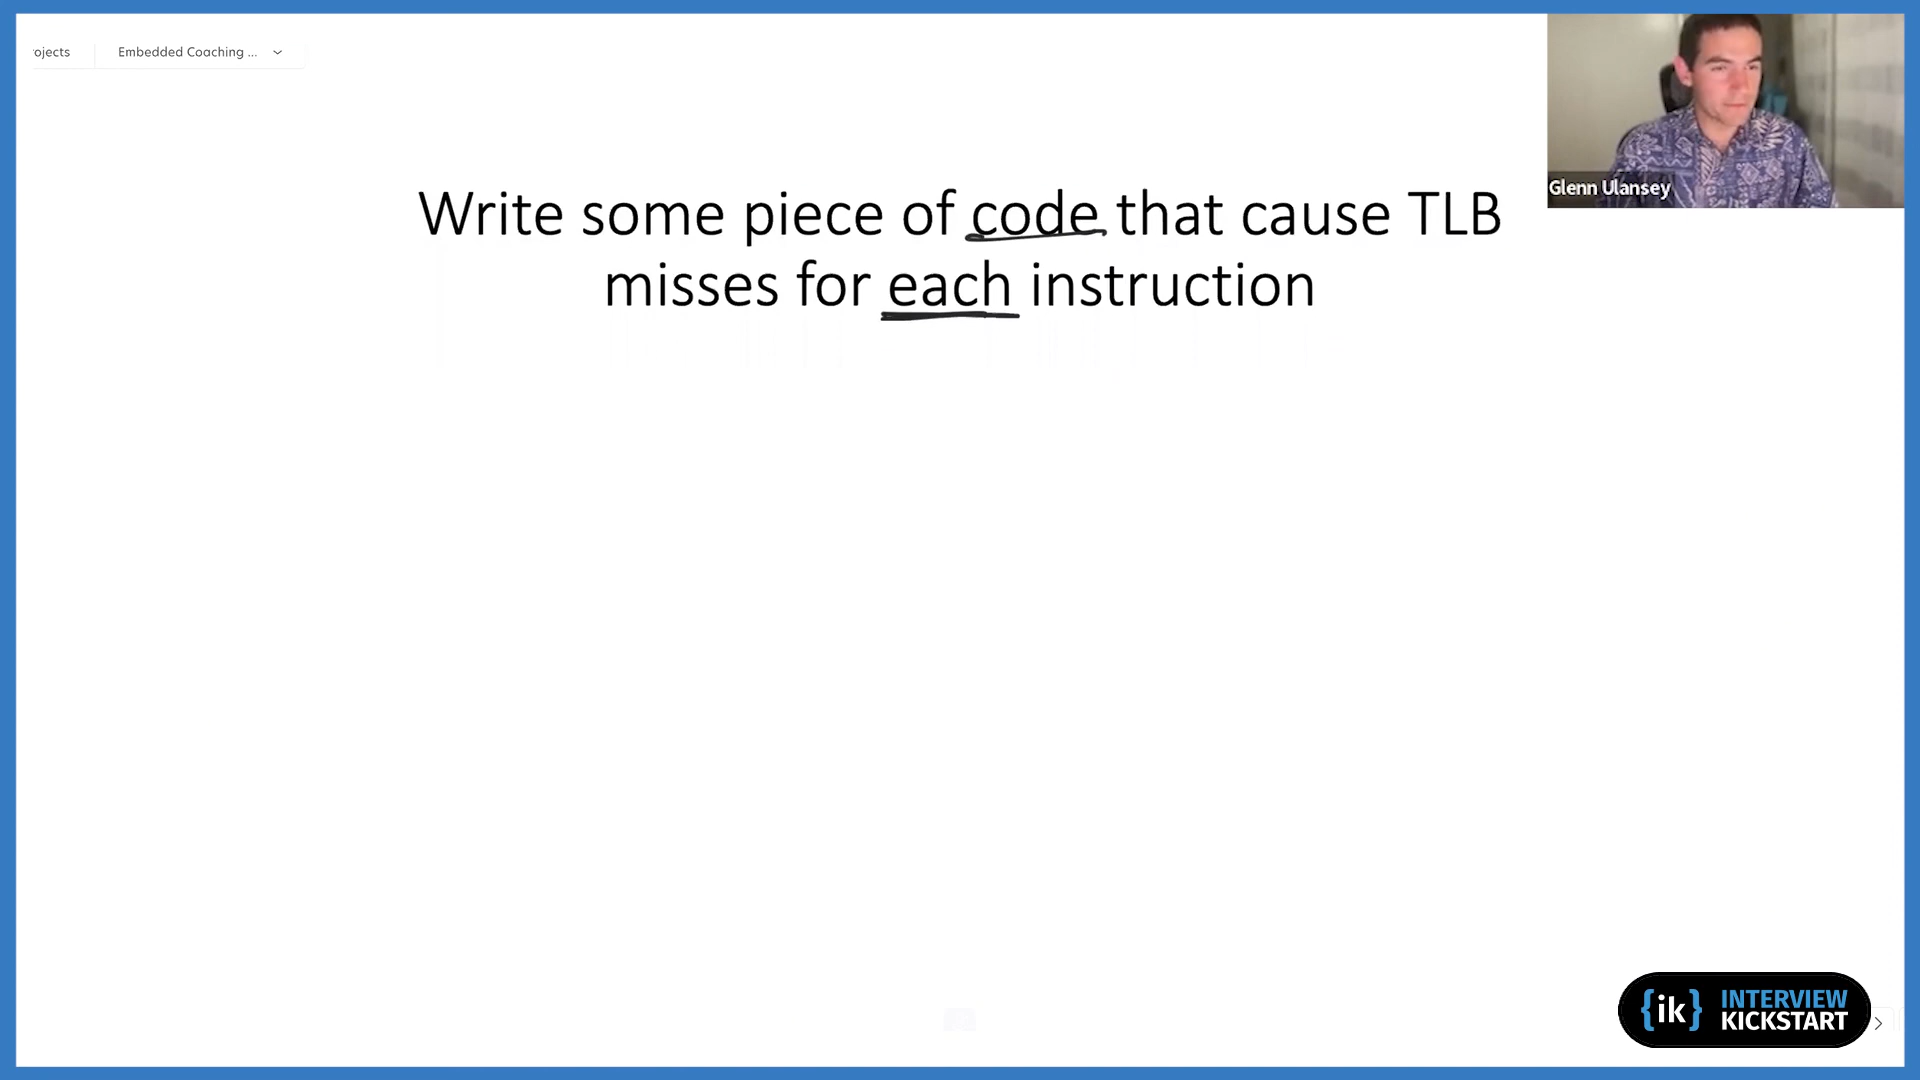 ojects
Embedded Coaching ...
Glenn Ulansey
Write some piece of code that cause TLB
misses for each instruction
{ik} INTERVIEW
KICKSTART